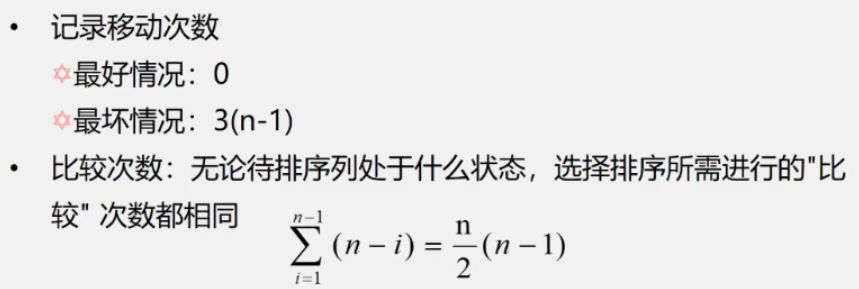 • 记录移动次数
✡最好情况：0
✡最坏情况：3(n-1)
• 比较次数：无论待排序列处于什么状态，选择排序所需进行的"比
较" 次数都相同
$\sum_{i=1}^{n-1}(n-i)=\frac{n}{2}(n-1)$